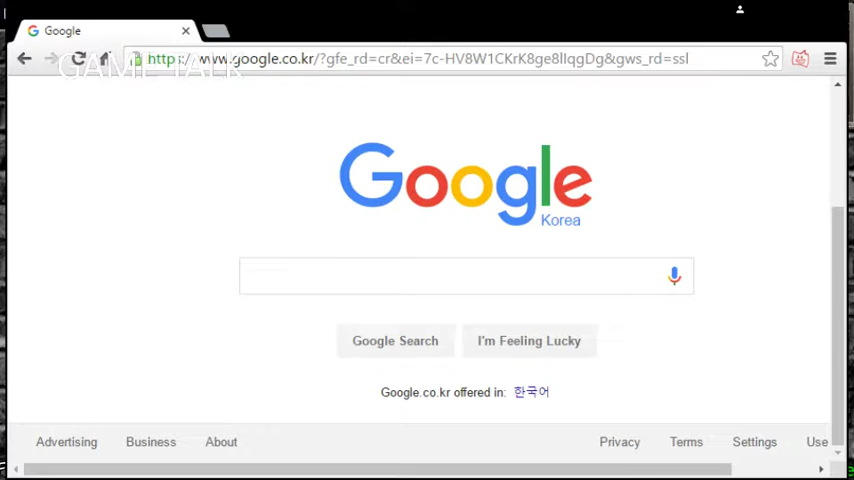 Google
https://www.google.co.kr/?gfe_rd=cr&ei=7c-HV8W1CKrK8ge8lIqgDg&gws_rd=ssl
GAME TALK
Google
Korea
Google Search
I'm Feeling Lucky
Google.co.kr offered in: 한국어
Advertising Business About Privacy Terms Settings Use